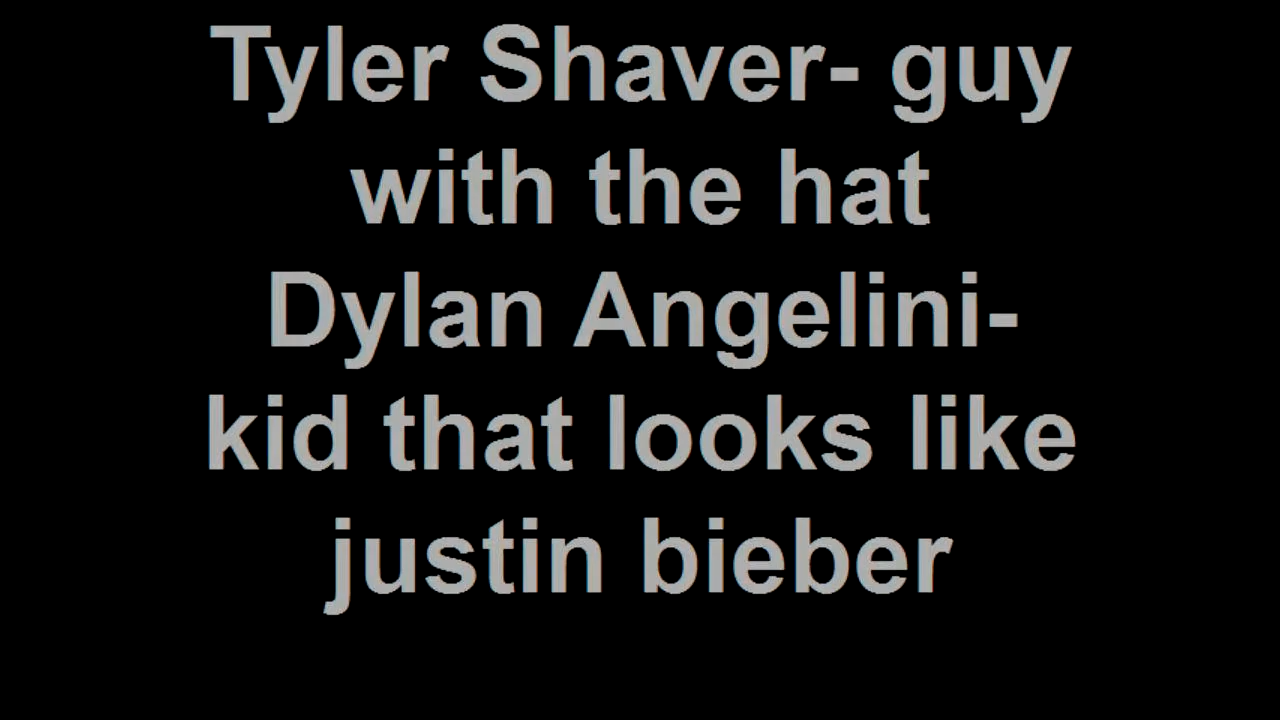 Tyler Shaver- guy
with the hat
Dylan Angelini-
kid that looks like
justin bieber